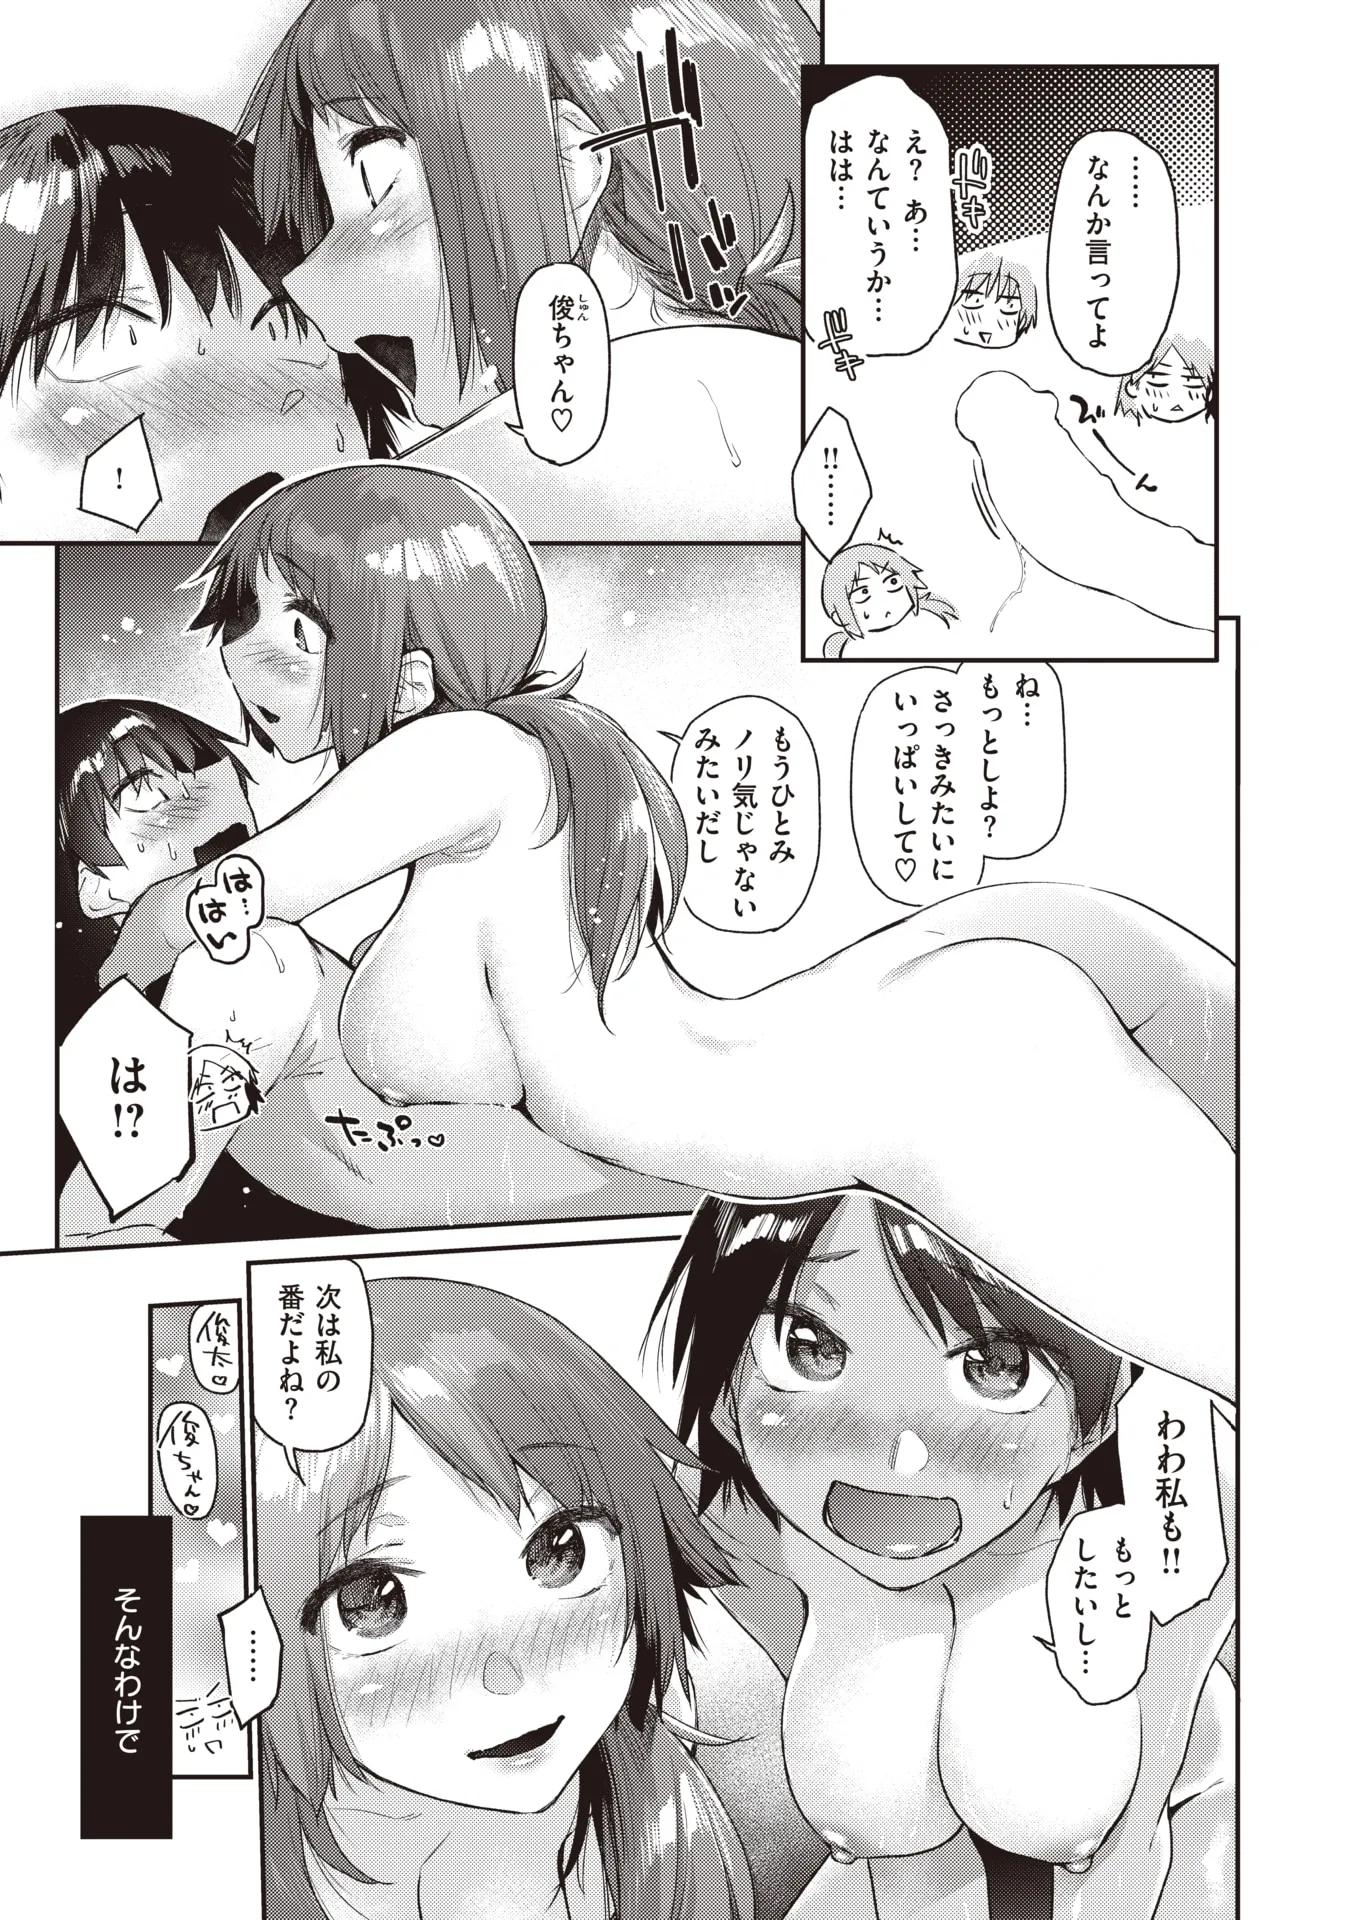 ……
なんか言ってよ
え？あ…
なんていうか…
はは…
ドキ
ドキ
びーん
!!……
俊ちゃん♡
しゅん
！
ね…
もっとしよ？
さっきみたいに
いっぱいして♡
もうひとみ
ノリ気じゃない
みたいだし
は…
はい
は!?
たぷっ♡
わわ私も!!
もっと
したいし…
次は私の
番だよね？
……
俊太♡
俊ちゃん♡
そんなわけで